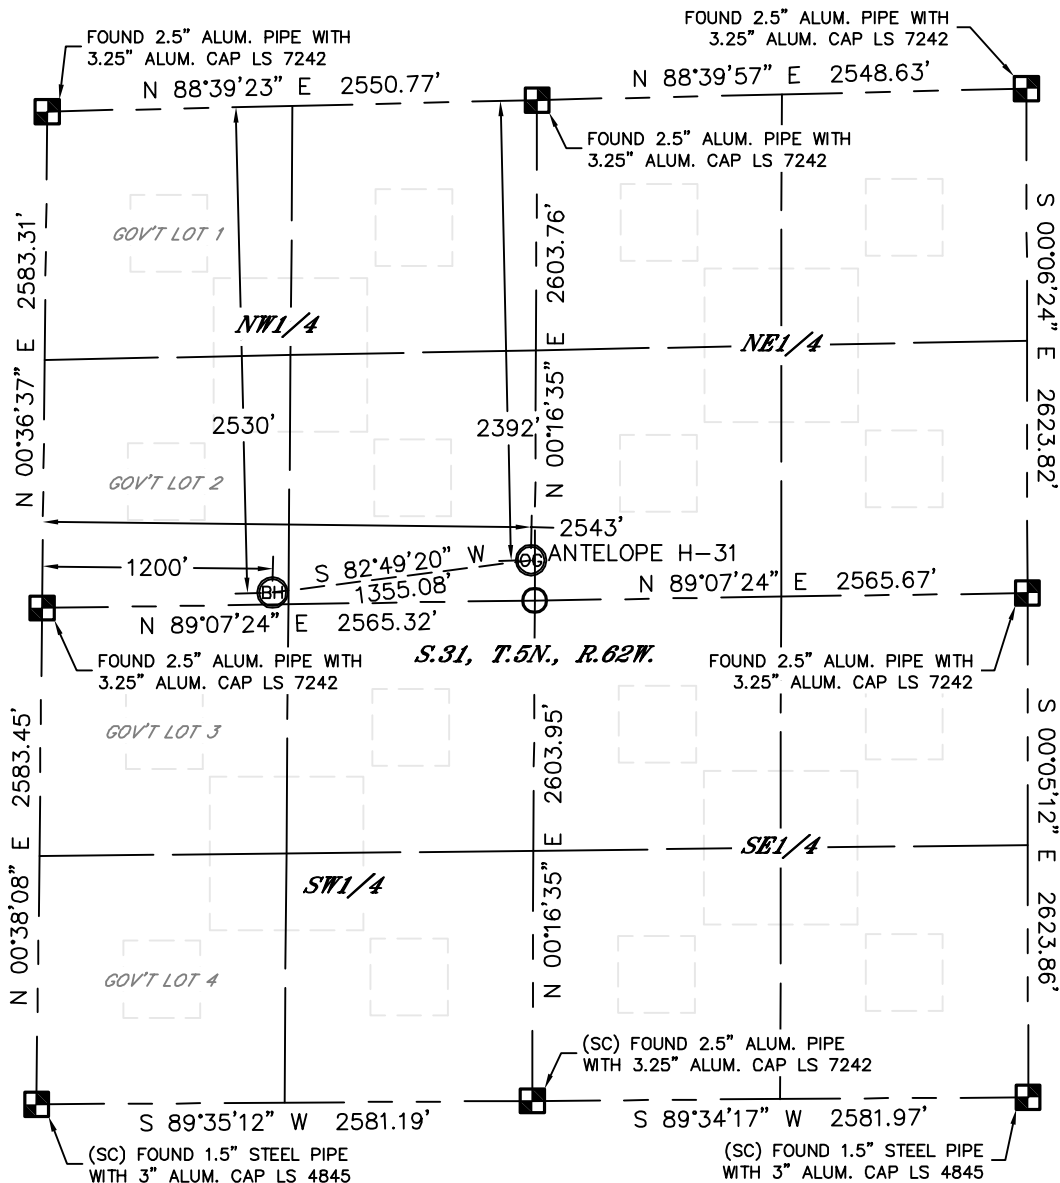 FOUND 2.5" ALUM. PIPE WITH
3.25" ALUM. CAP LS 7242
FOUND 2.5" ALUM. PIPE WITH
3.25" ALUM. CAP LS 7242
N 88°39'23" E 2550.77'
N 88°39'57" E 2548.63'
FOUND 2.5" ALUM. PIPE WITH
3.25" ALUM. CAP LS 7242
GOV'T LOT 1
N 00°36'37" E 2583.31'
N 00°16'35" E 2603.76'
S 00°06'24" E 2623.82'
NW1/4
NE1/4
2530'
2392'
GOV'T LOT 2
2543'
ANTELOPE H-31
OG
1200'
S 82°49'20" W
1355.08'
BH
N 89°07'24" E 2565.67'
N 89°07'24" E 2565.32'
S.31, T.5N., R.62W.
FOUND 2.5" ALUM. PIPE WITH
3.25" ALUM. CAP LS 7242
FOUND 2.5" ALUM. PIPE WITH
3.25" ALUM. CAP LS 7242
GOV'T LOT 3
N 00°38'08" E 2583.45'
N 00°16'35" E 2603.95'
S 00°05'12" E 2623.86'
SE1/4
SW1/4
GOV'T LOT 4
(SC) FOUND 2.5" ALUM. PIPE
WITH 3.25" ALUM. CAP LS 7242
S 89°35'12" W 2581.19'
S 89°34'17" W 2581.97'
(SC) FOUND 1.5" STEEL PIPE
WITH 3" ALUM. CAP LS 4845
(SC) FOUND 1.5" STEEL PIPE
WITH 3" ALUM. CAP LS 4845